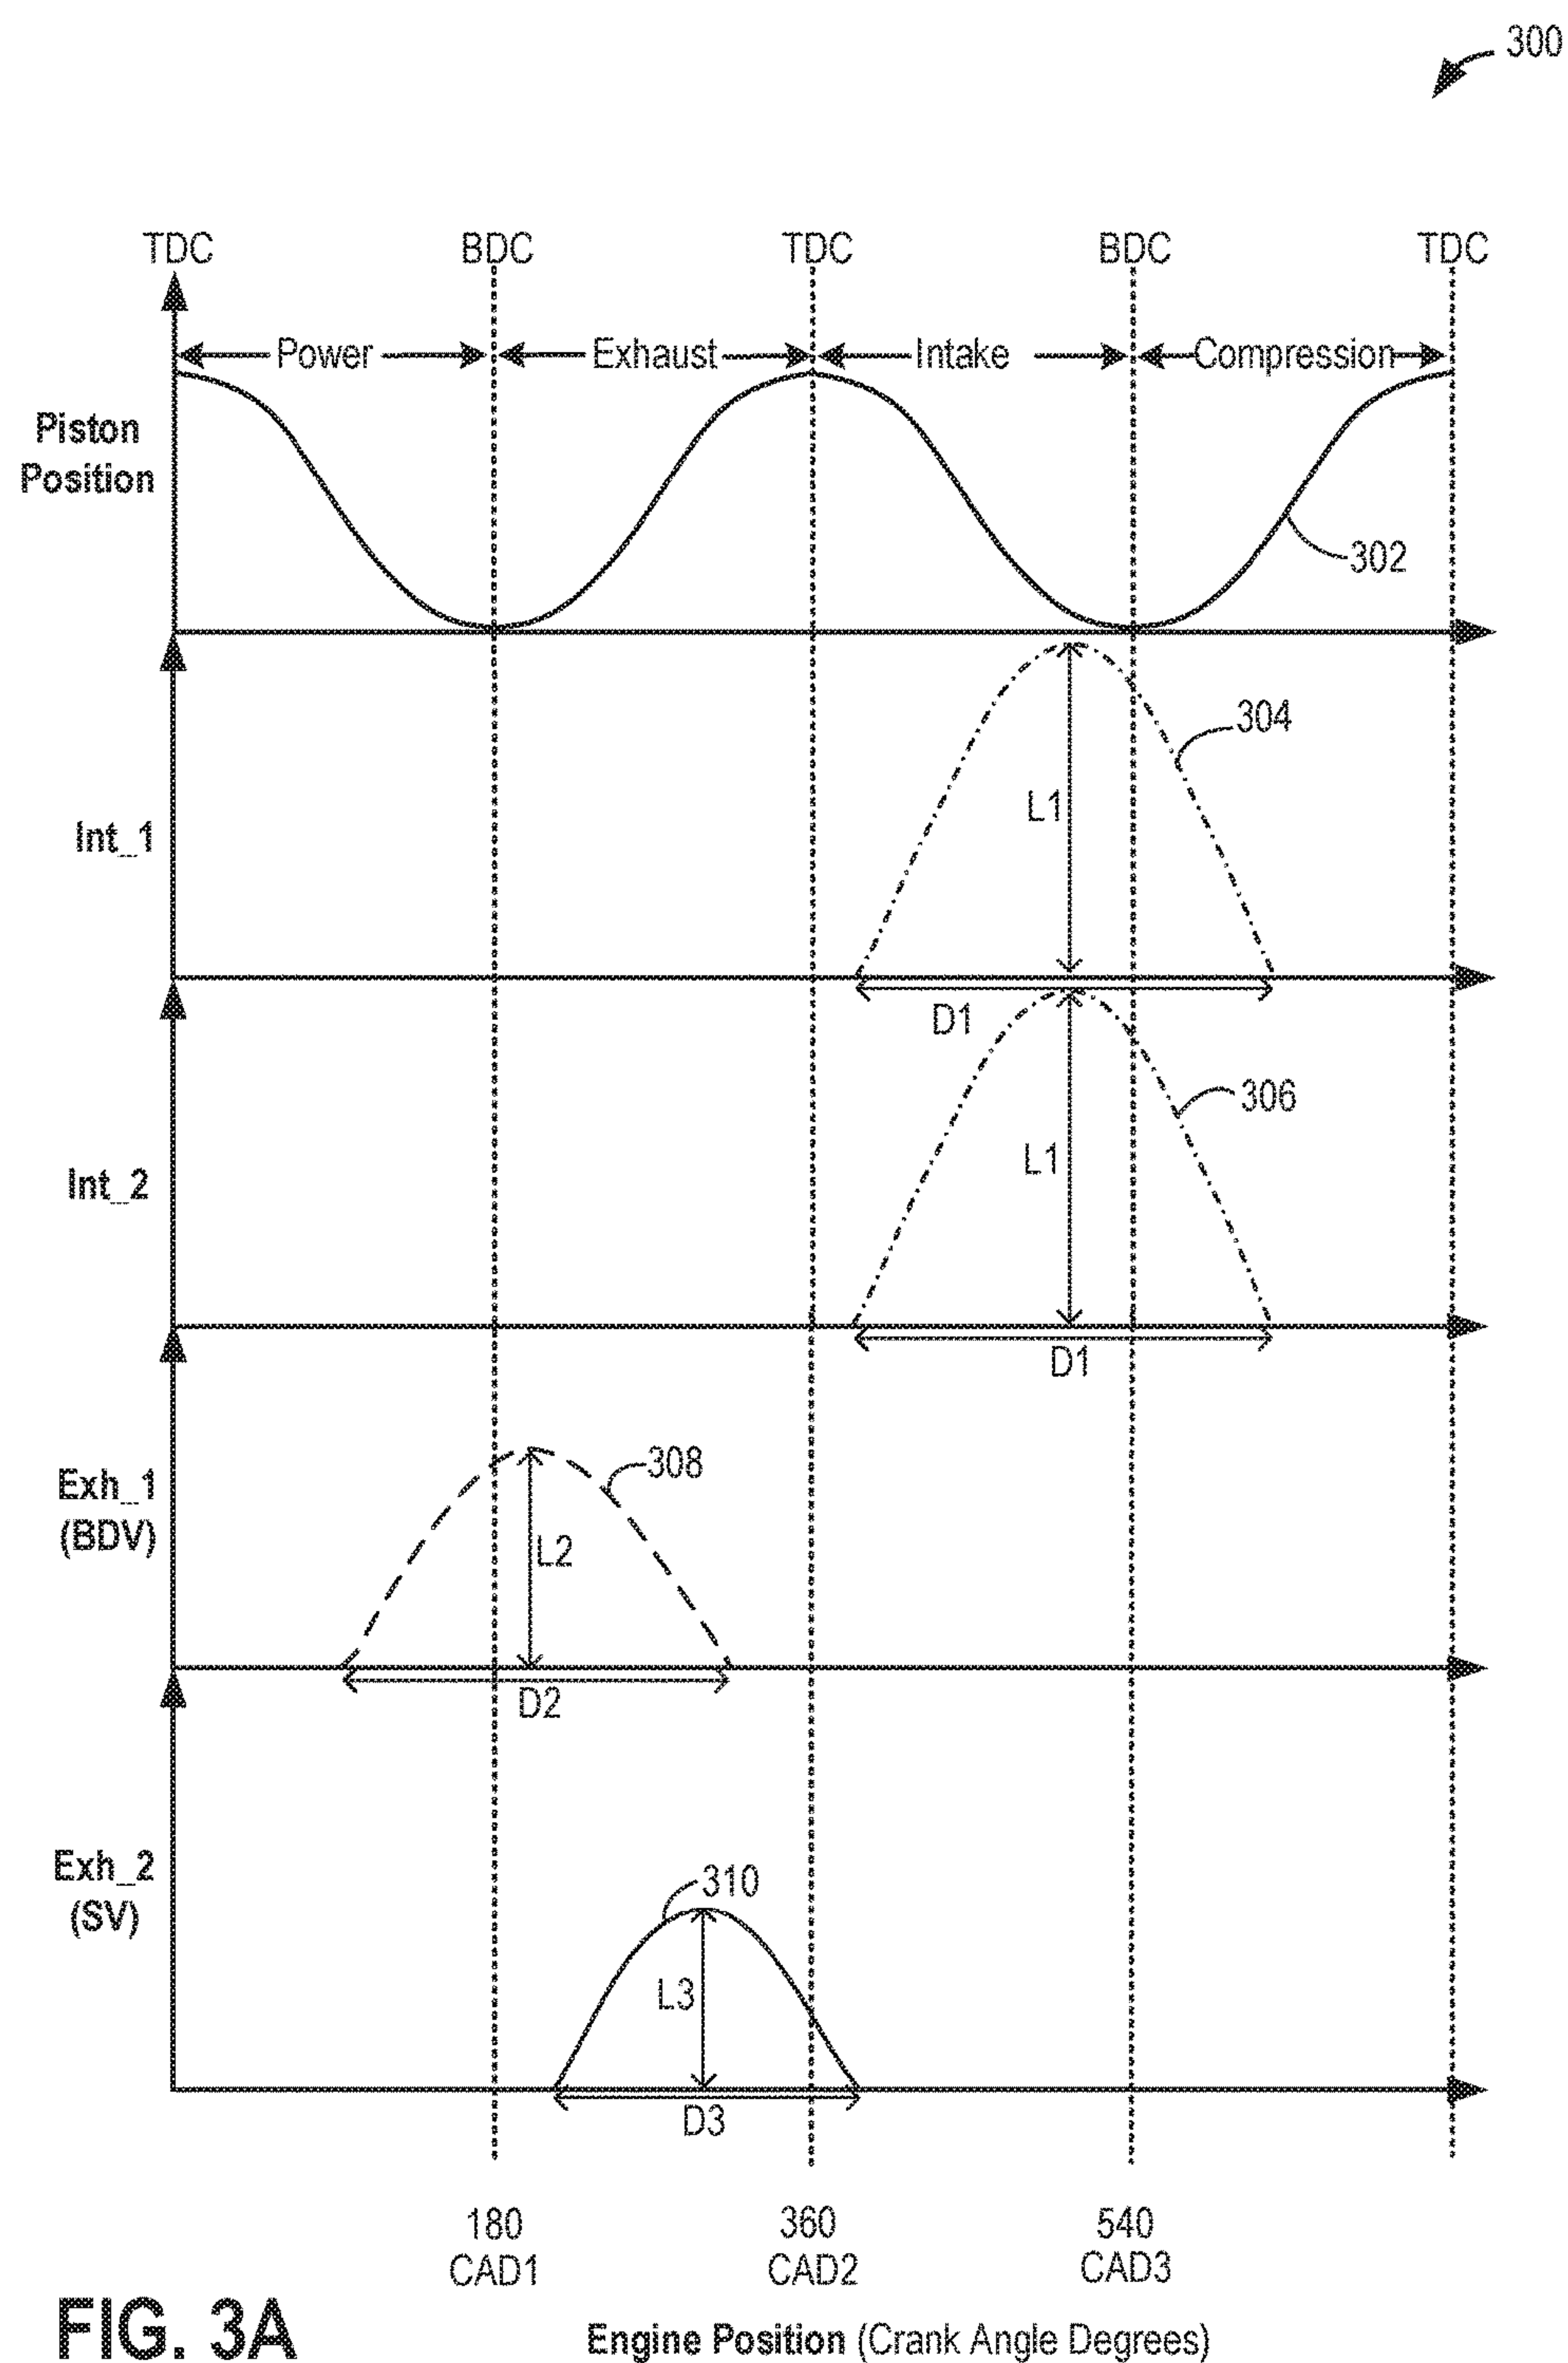 300
TDC BDC TDC BDC TDC
Power Exhaust Intake Compression
Piston
Position
302
304
L1
Int_1
D1
306
L1
Int_2
D1
308
Exh_1
(BDV)
L2
D2
310
Exh_2
(SV)
L3
D3
180 360 540
CAD1 CAD2 CAD3
FIG. 3A
Engine Position (Crank Angle Degrees)